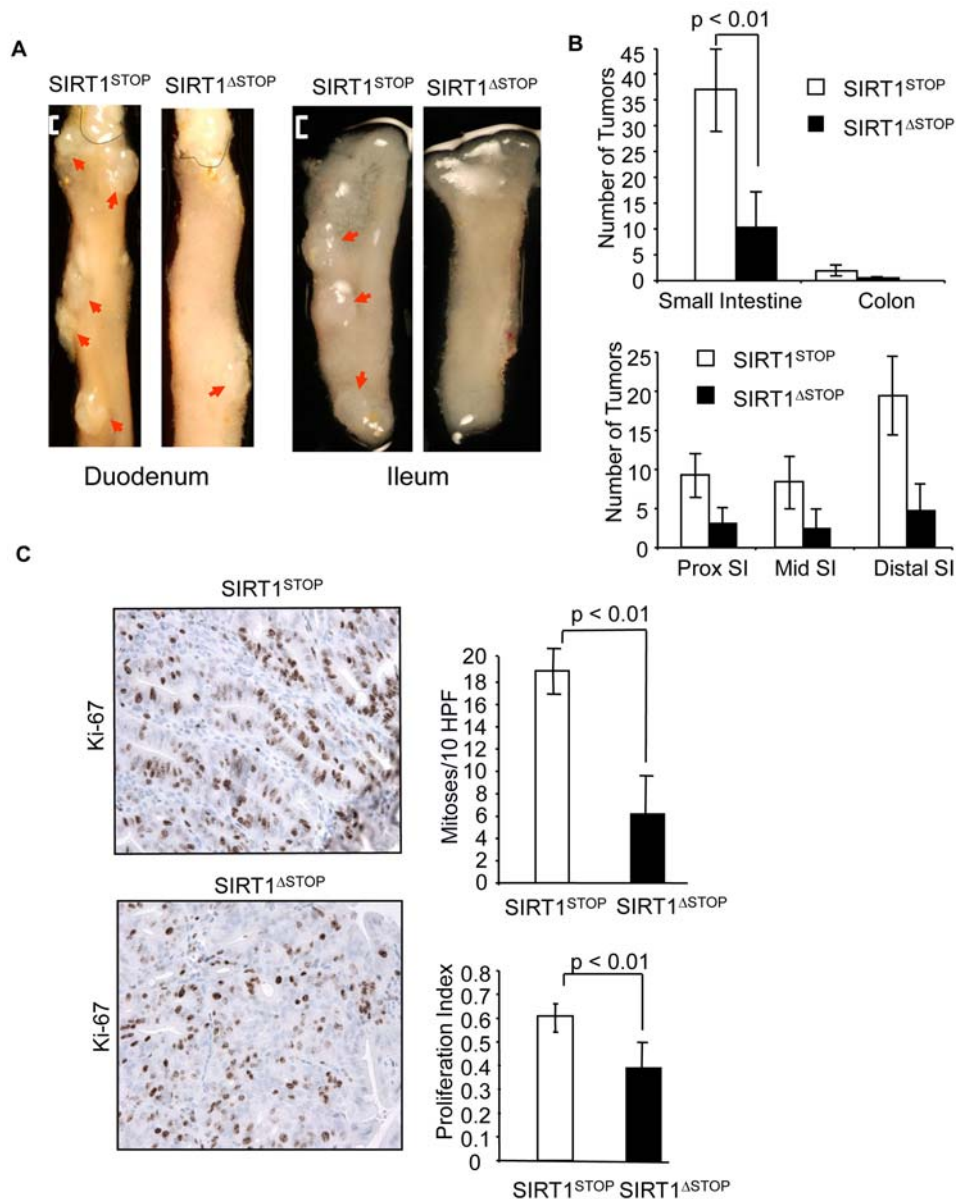 A
SIRT1^STOP SIRT1^ΔSTOP SIRT1^STOP SIRT1^ΔSTOP
Duodenum Ileum
B
p < 0.01
Number of Tumors
45
40
35
30
25
20
15
10
5
0
SIRT1^STOP
SIRT1^ΔSTOP
Small Intestine Colon
Number of Tumors
25
20
15
10
5
0
SIRT1^STOP
SIRT1^ΔSTOP
Prox SI Mid SI Distal SI
C
SIRT1^STOP
Ki-67
SIRT1^ΔSTOP
Ki-67
p < 0.01
Mitoses/10 HPF
20
18
16
14
12
10
8
6
4
2
0
SIRT1^STOP SIRT1^ΔSTOP
p < 0.01
Proliferation Index
0.8
0.7
0.6
0.5
0.4
0.3
0.2
0.1
0
SIRT1^STOP SIRT1^ΔSTOP